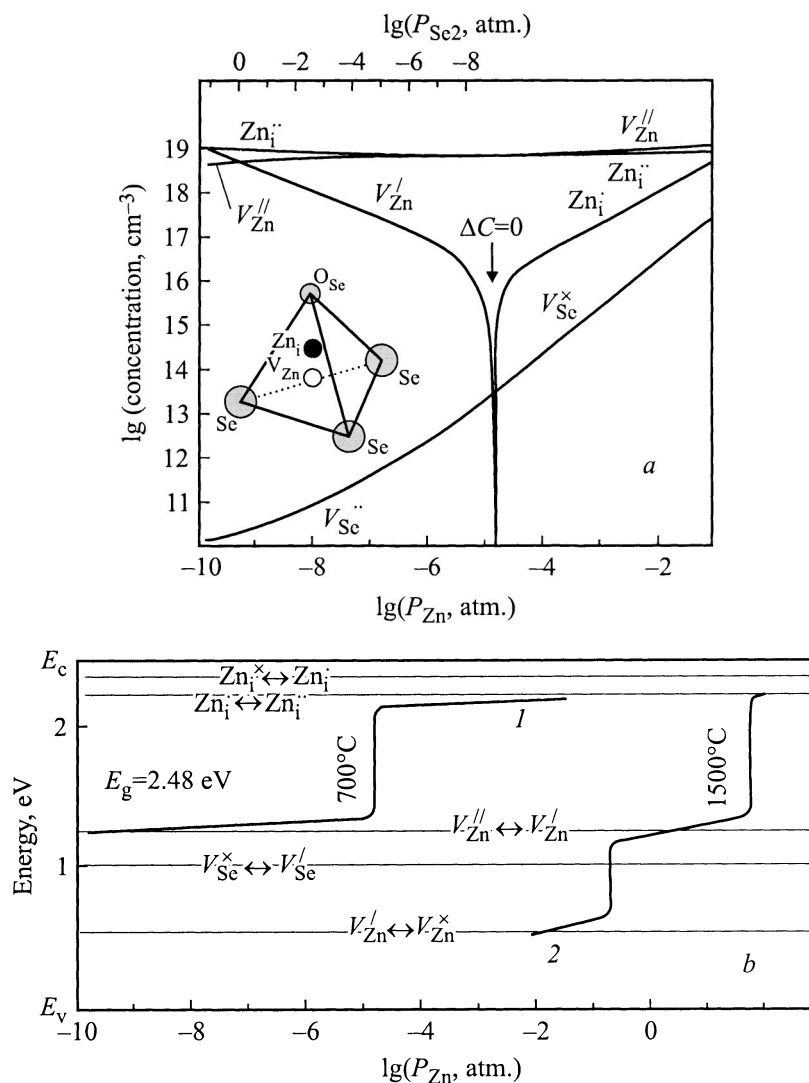 lg(P_Se2, atm.)
0 −2 −4 −6 −8
Zn_i^¨ V_Zn^//
19
18 V_Zn^// V_Zn^/ Zn_i^¨
Zn_i^·
17 ΔC=0
16 O_Se V_Se^×
15
14 Zn_i
V_Zn Se
13 Se
Se
12 a
11 V_Se^¨
lg (concentration, cm^−3)
−10 −8 −6 −4 −2
lg(P_Zn, atm.)
E_c Zn_i^× ↔ Zn_i^·
Zn_i^· ↔ Zn_i^¨
2 1
E_g=2.48 eV 700°C 1500°C
V_Zn^// ↔ V_Zn^/
1 V_Se^× ↔ V_Se^/
V_Zn^/ ↔ V_Zn^×
2 b
E_v
Energy, eV
−10 −8 −6 −4 −2 0
lg(P_Zn, atm.)